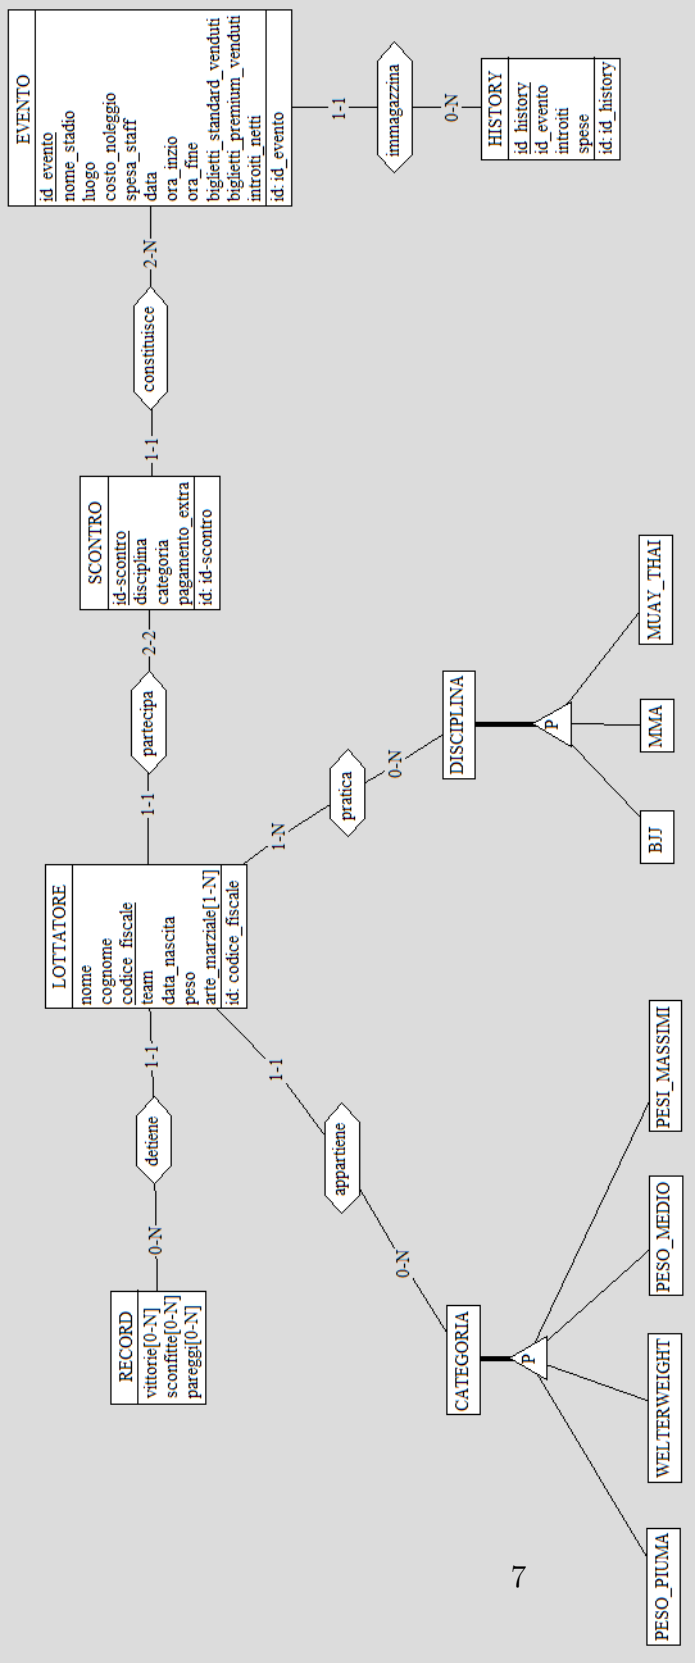 RECORD
vittorie[0-N]
sconfitte[0-N]
pareggi[0-N]
0-N
detiene
1-1
LOTTATORE
nome
cognome
codice_fiscale
team
data_nascita
peso
arte_marziale[1-N]
id: codice_fiscale
1-1
partecipa
2-2
SCONTRO
id-scontro
disciplina
categoria
pagamento_extra
id: id-scontro
1-1
constituisce
2-N
EVENTO
id_evento
nome_stadio
luogo
costo_noleggio
spesa_staff
data
ora_inzio
ora_fine
biglietti_standard_venduti
biglietti_premium_venduti
introiti_netti
id: id_evento
1-1
immagazzina
0-N
HISTORY
id_history
id_evento
introiti
spese
id: id_history
1-1
appartiene
0-N
CATEGORIA
P
PESO_PIUMA
WELTERWEIGHT
PESO_MEDIO
PESI_MASSIMI
1-N
pratica
0-N
DISCIPLINA
P
BJJ
MMA
MUAY_THAI
7